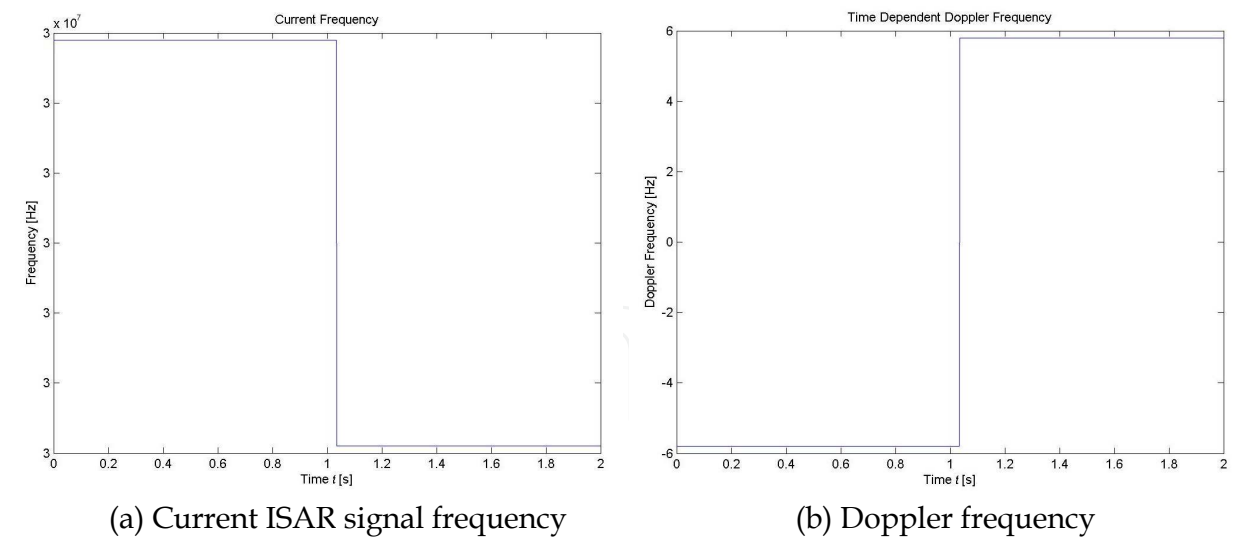 Current Frequency
3 x 10^7
3
3
3
3
3
3
Frequency [Hz]
0 0.2 0.4 0.6 0.8 1 1.2 1.4 1.6 1.8 2
Time t [s]
(a) Current ISAR signal frequency
Time Dependent Doppler Frequency
6
4
2
0
-2
-4
-6
Doppler Frequency [Hz]
0 0.2 0.4 0.6 0.8 1 1.2 1.4 1.6 1.8 2
Time t [s]
(b) Doppler frequency